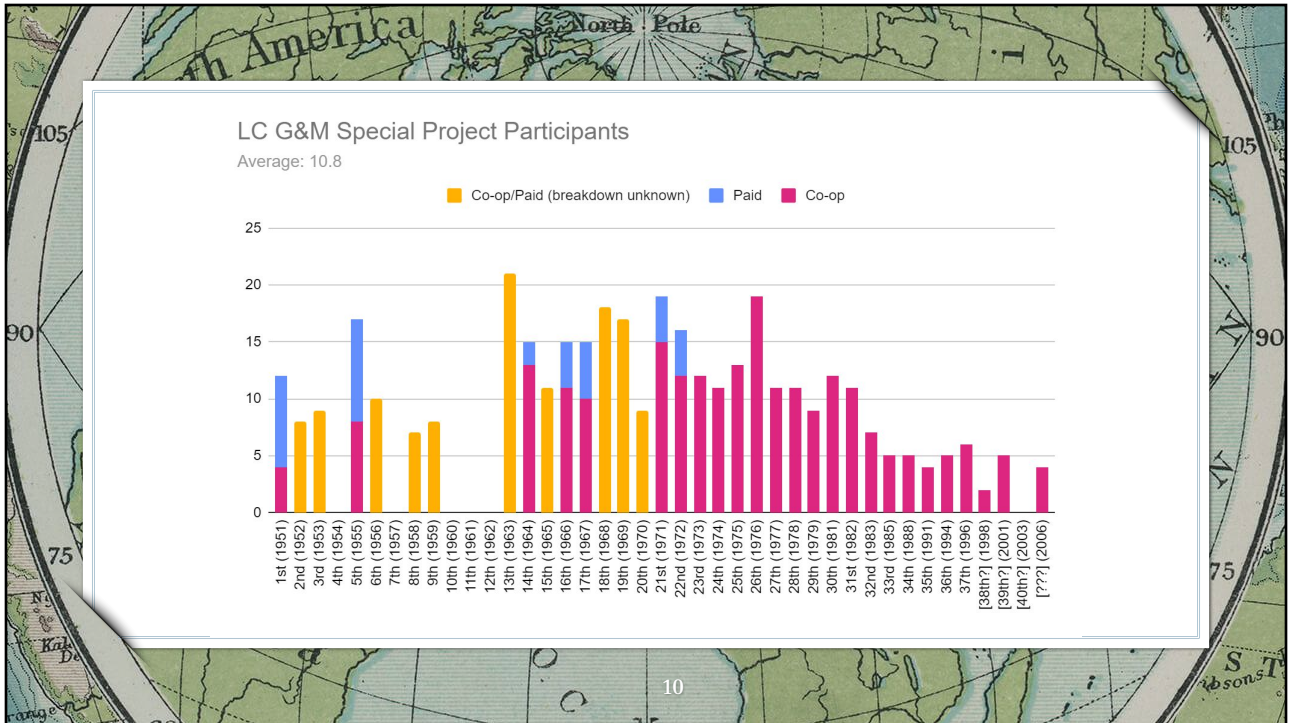 North Pole
th America
105
105
90
90
75
75
LC G&M Special Project Participants
Average: 10.8
Co-op/Paid (breakdown unknown) Paid Co-op
25
20
15
10
5
0
1st (1951)
2nd (1952)
3rd (1953)
4th (1954)
5th (1955)
6th (1956)
7th (1957)
8th (1958)
9th (1959)
10th (1960)
11th (1961)
12th (1962)
13th (1963)
14th (1964)
15th (1965)
16th (1966)
17th (1967)
18th (1968)
19th (1969)
20th (1970)
21st (1971)
22nd (1972)
23rd (1973)
24th (1974)
25th (1975)
26th (1976)
27th (1977)
28th (1978)
29th (1979)
30th (1981)
31st (1982)
32nd (1983)
33rd (1985)
34th (1988)
35th (1991)
36th (1994)
37th (1996)
[38th?] (1998)
[39th?] (2001)
[40th?] (2003)
[???] (2006)
10